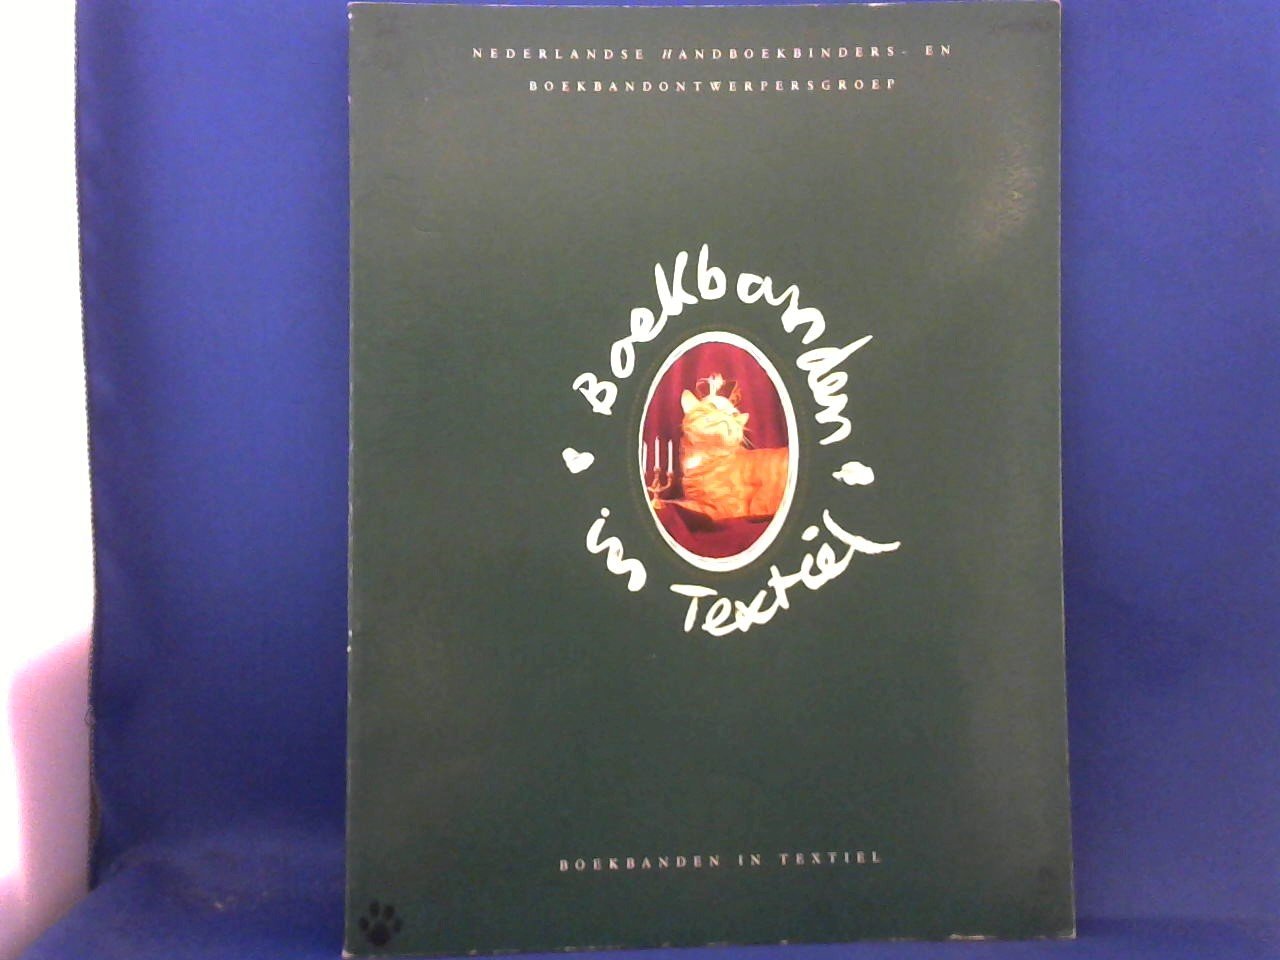 NEDERLANDSE HANDBOEKBINDERS- EN
BOEKBANDONTWERPERSGROEP
Boekbanden
in Textiel
BOEKBANDEN IN TEXTIEL